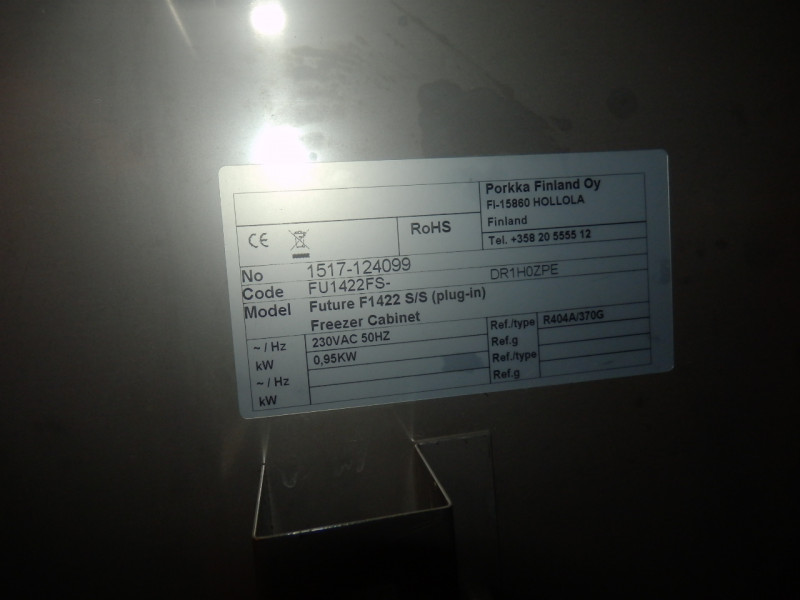 Porkka Finland Oy
FI-15860 HOLLOLA
Finland
Tel. +358 20 5555 12
CE
RoHS
No 1517-124099
Code FU1422FS- DR1H0ZPE
Model Future F1422 S/S (plug-in)
Freezer Cabinet
~ / Hz 230VAC 50HZ Ref./type R404A/370G
kW 0,95KW Ref.g
~ / Hz Ref./type
kW Ref.g